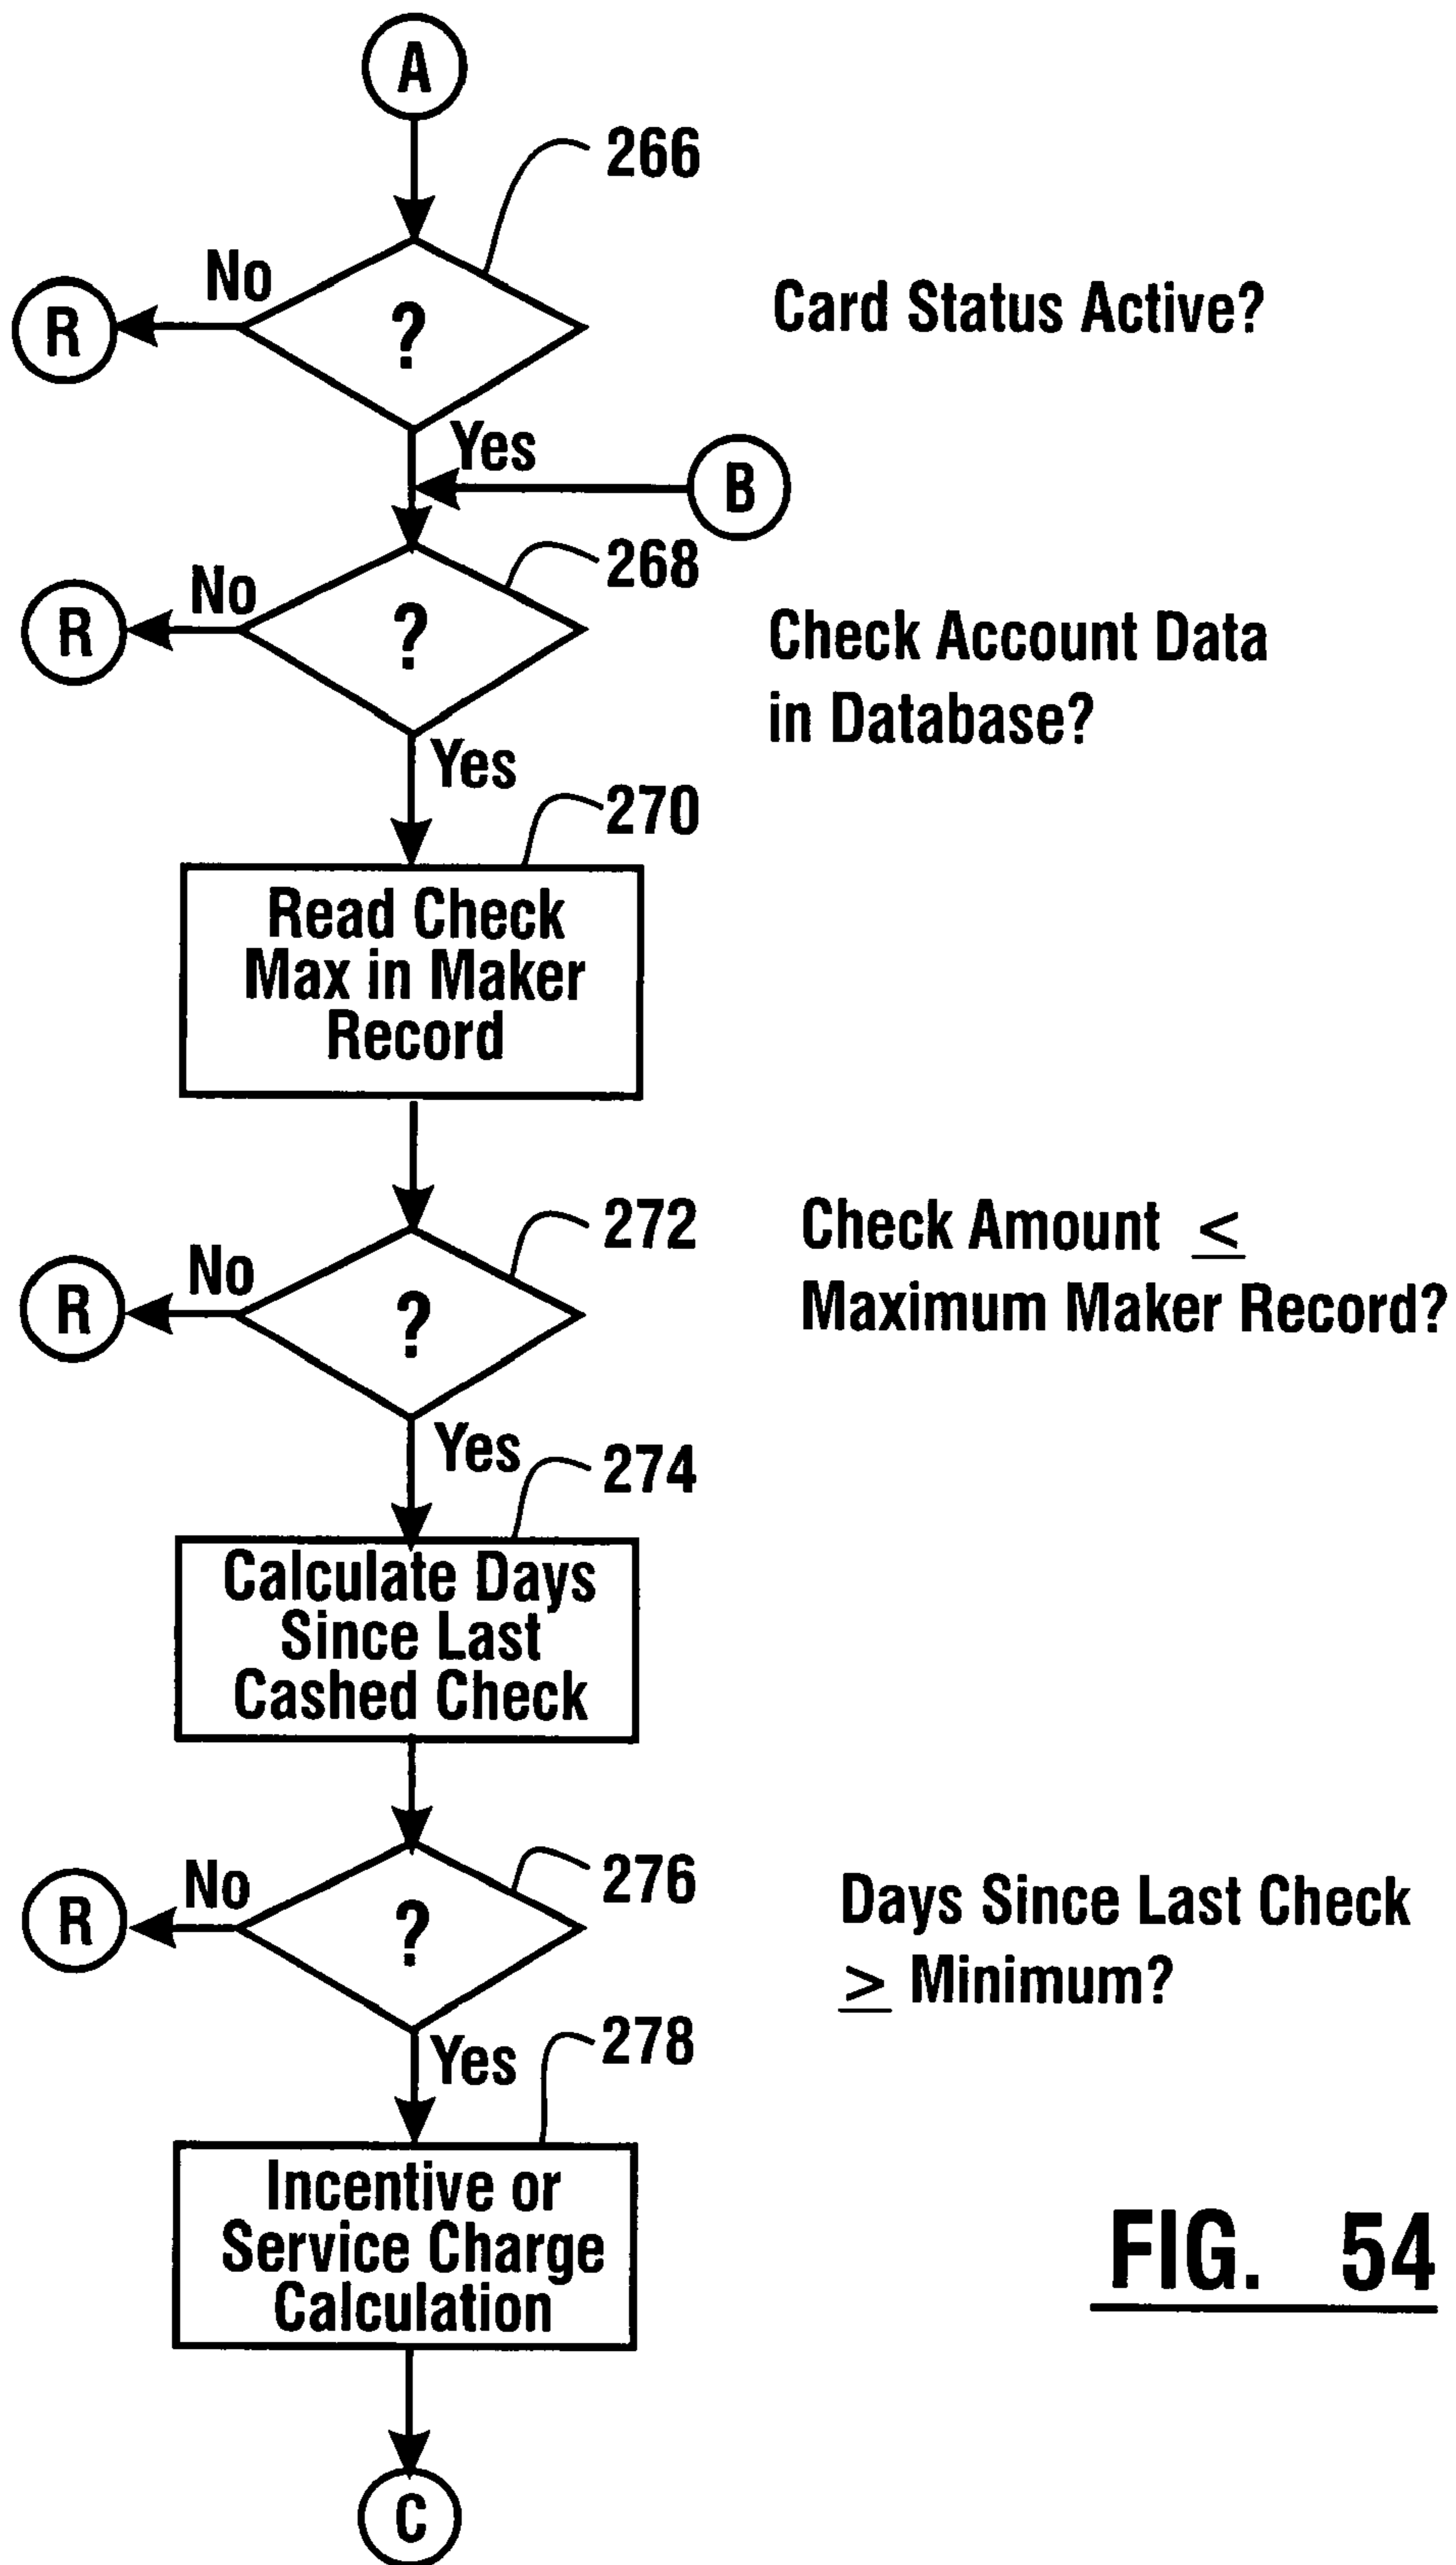 A
266
No
R
?
Card Status Active?
Yes
B
268
No
R
?
Check Account Data
in Database?
Yes
270
Read Check
Max in Maker
Record
272
Check Amount ≤
Maximum Maker Record?
No
R
?
Yes
274
Calculate Days
Since Last
Cashed Check
276
No
R
?
Days Since Last Check
≥ Minimum?
Yes
278
Incentive or
Service Charge
Calculation
FIG. 54
C